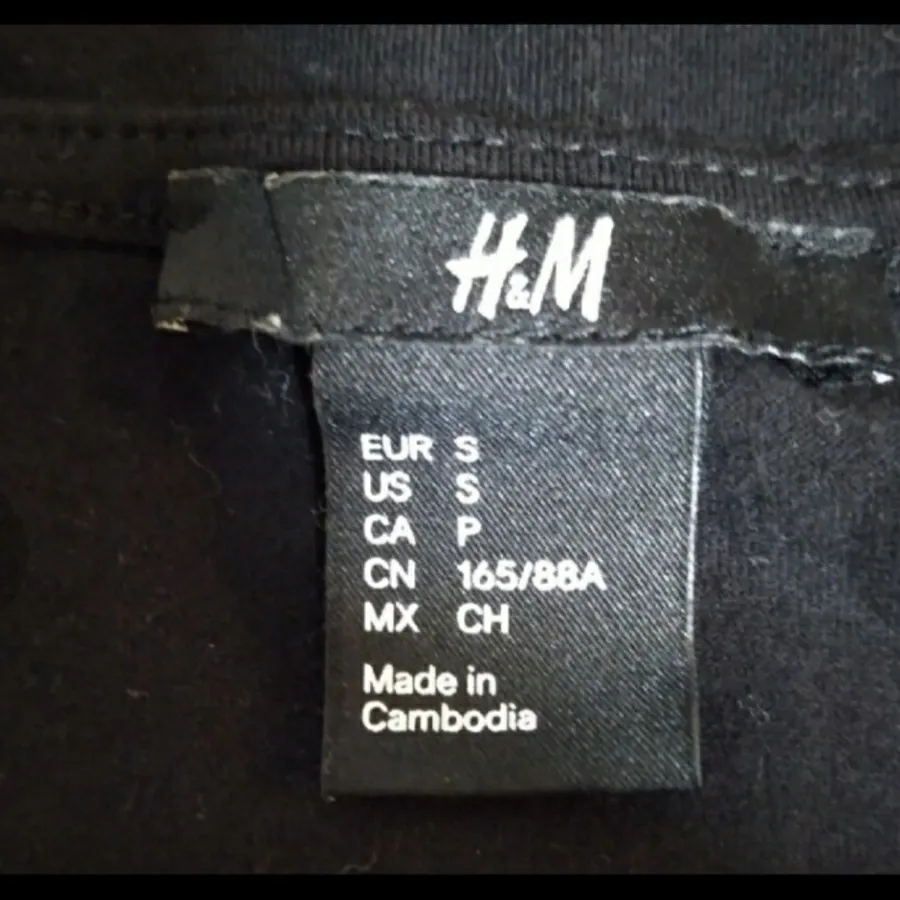 H&M
EUR S
US S
CA P
CN 165/88A
MX CH
Made in
Cambodia